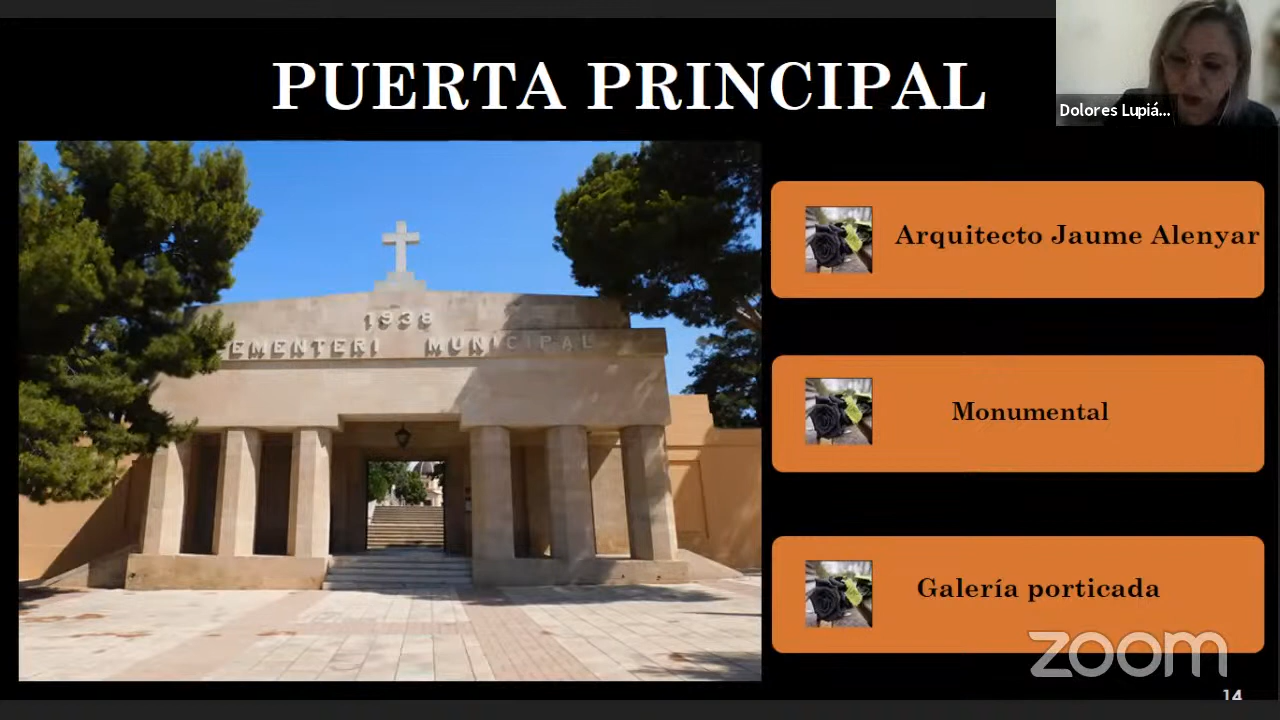 PUERTA PRINCIPAL
Dolores Lupiá...
1938
CEMENTERI MUNICIPAL
Arquitecto Jaume Alenyar
Monumental
Galería porticada
zoom
14